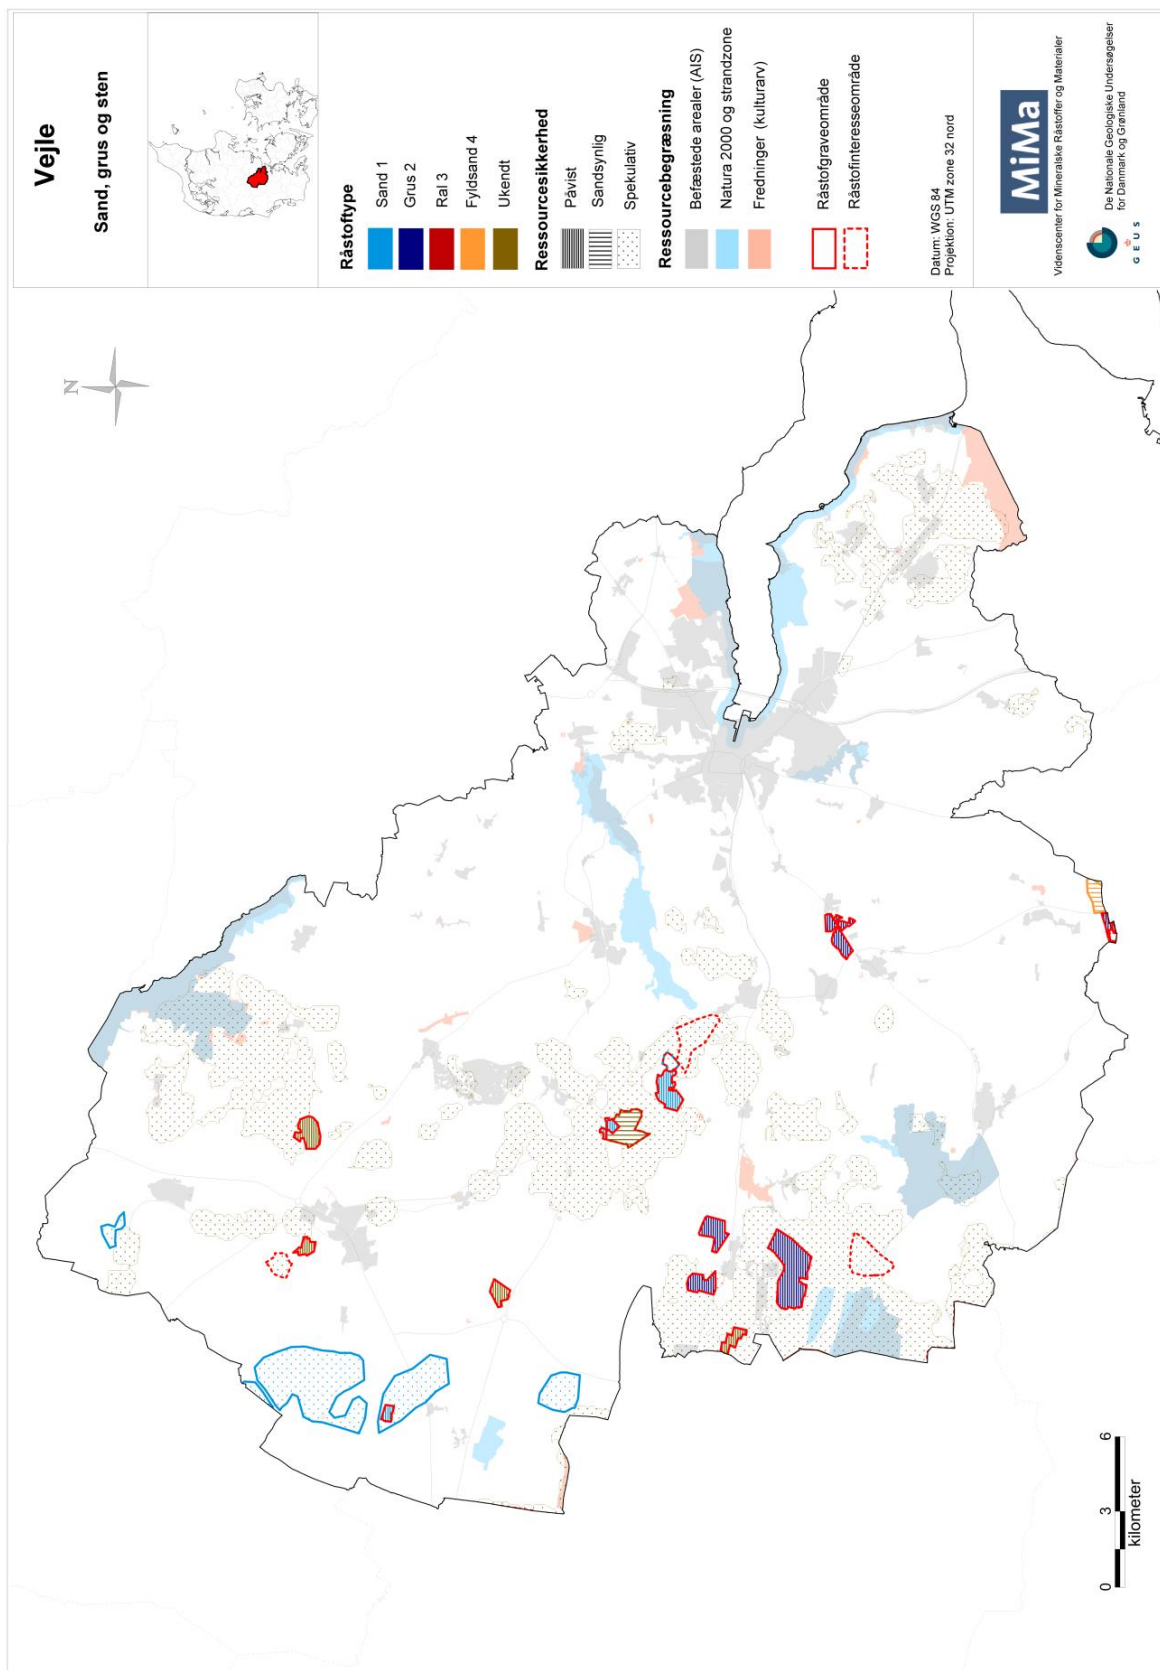 Vejle
Sand, grus og sten
Råstoftype
Sand 1
Grus 2
Ral 3
Fyldsand 4
Ukendt
Ressourcesikkerhed
Påvist
Sandsynlig
Spekulativ
Ressourcebegræsning
Befæstede arealer (AIS)
Natura 2000 og strandzone
Fredninger (kulturarv)
Råstofgraveområde
Råstofinteresseområde
Datum: WGS 84
Projektion: UTM zone 32 nord
MiMa
Videnscenter for Mineralske Råstoffer og Materialer
G E U S
De Nationale Geologiske Undersøgelser
for Danmark og Grønland
N
0 3 6
kilometer